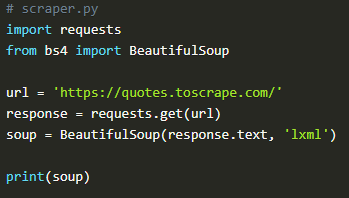 # scraper.py
import requests
from bs4 import BeautifulSoup
url = 'https://quotes.toscrape.com/'
response = requests.get(url)
soup = BeautifulSoup(response.text, 'lxml')
print(soup)